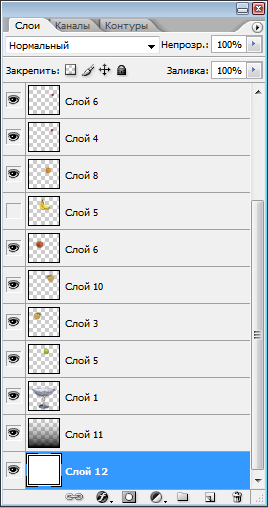 Слои Каналы Контуры
Нормальный Непрозр.: 100%
Закрепить: Заливка: 100%
Слой 6
Слой 4
Слой 8
Слой 5
Слой 6
Слой 10
Слой 3
Слой 5
Слой 1
Слой 11
Слой 12